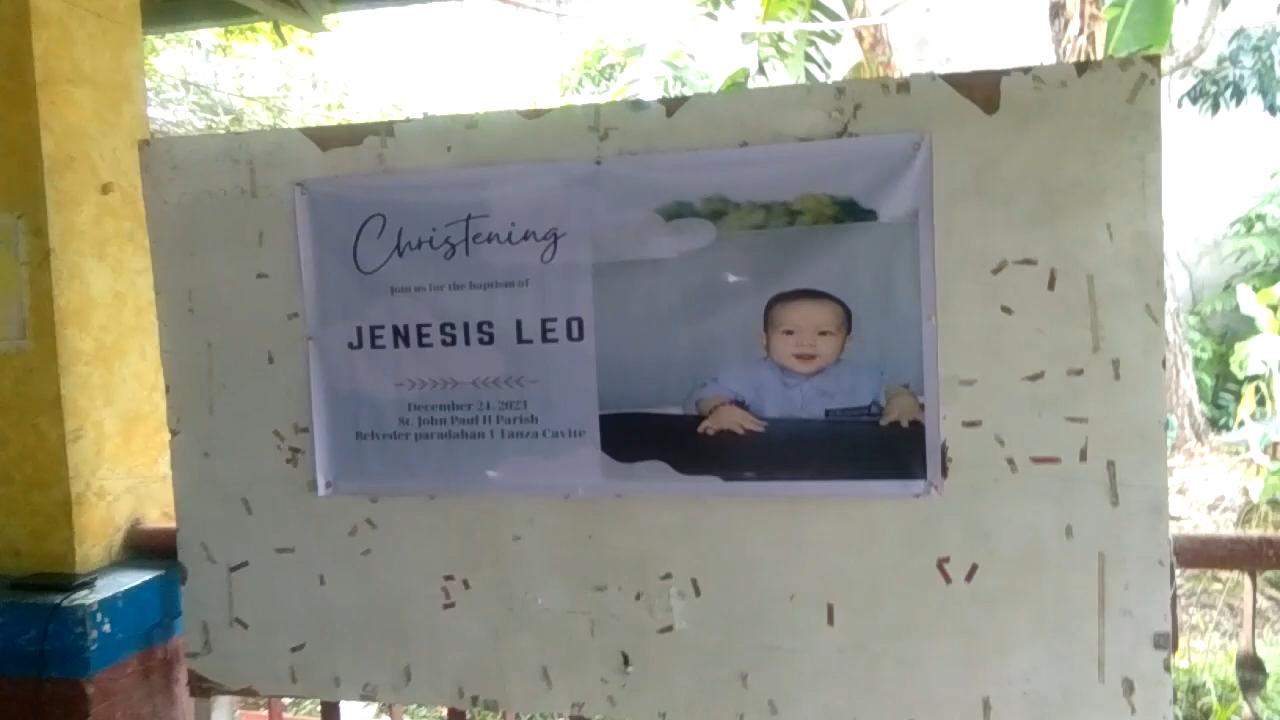 Christening
Join us for the baptism of
JENESIS LEO
December 24, 2023
St. John Paul II Parish
Belveder paradahan 1 Tanza Cavite